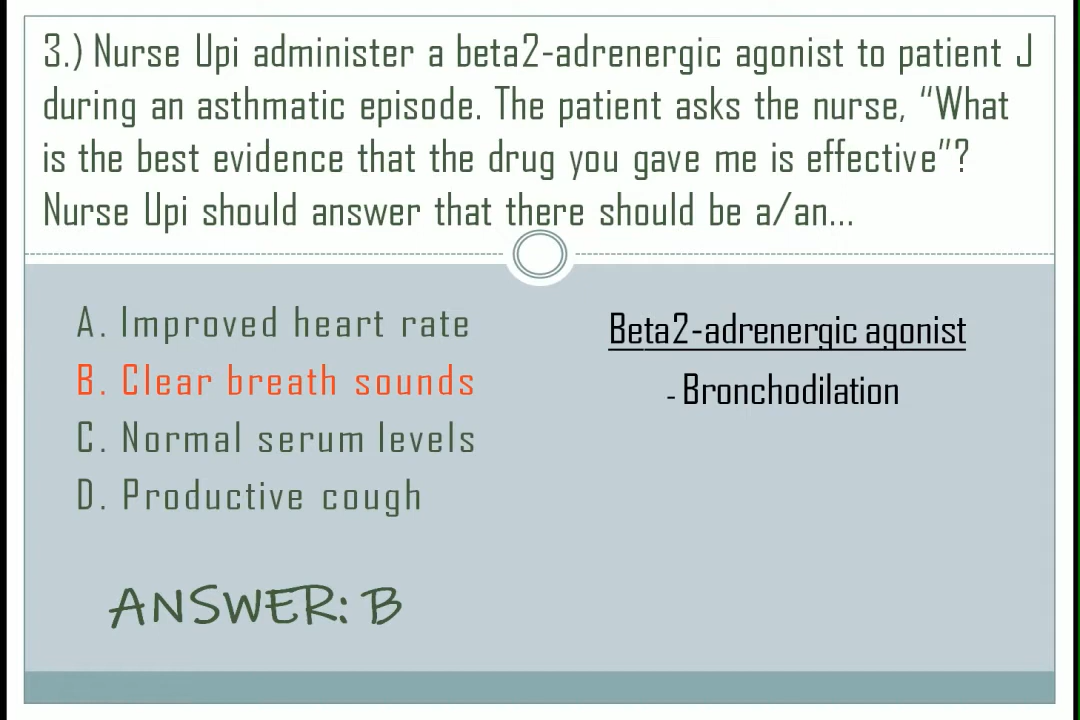 3.) Nurse Upi administer a beta2-adrenergic agonist to patient J
during an asthmatic episode. The patient asks the nurse, “What
is the best evidence that the drug you gave me is effective”?
Nurse Upi should answer that there should be a/an...
A. Improved heart rate
B. Clear breath sounds
C. Normal serum levels
D. Productive cough
Beta2-adrenergic agonist
- Bronchodilation
ANSWER: B